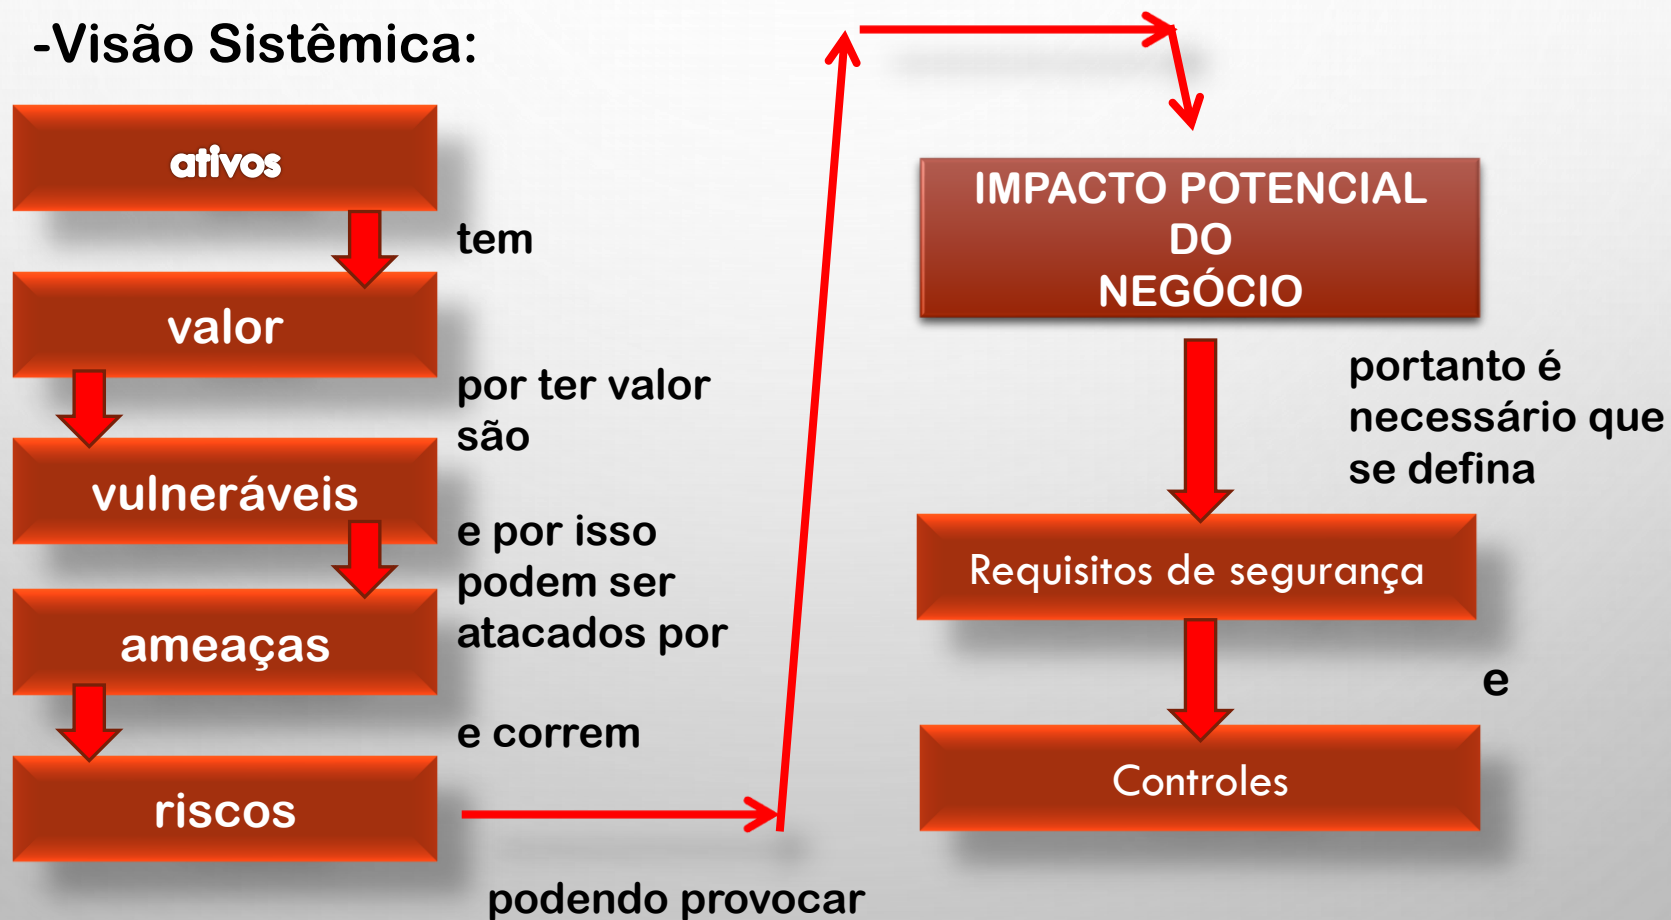 -Visão Sistêmica:
ativos
tem
valor
por ter valor
são
vulneráveis
e por isso
podem ser
atacados por
ameaças
e correm
riscos
podendo provocar
IMPACTO POTENCIAL
DO
NEGÓCIO
portanto é
necessário que
se defina
Requisitos de segurança
e
Controles